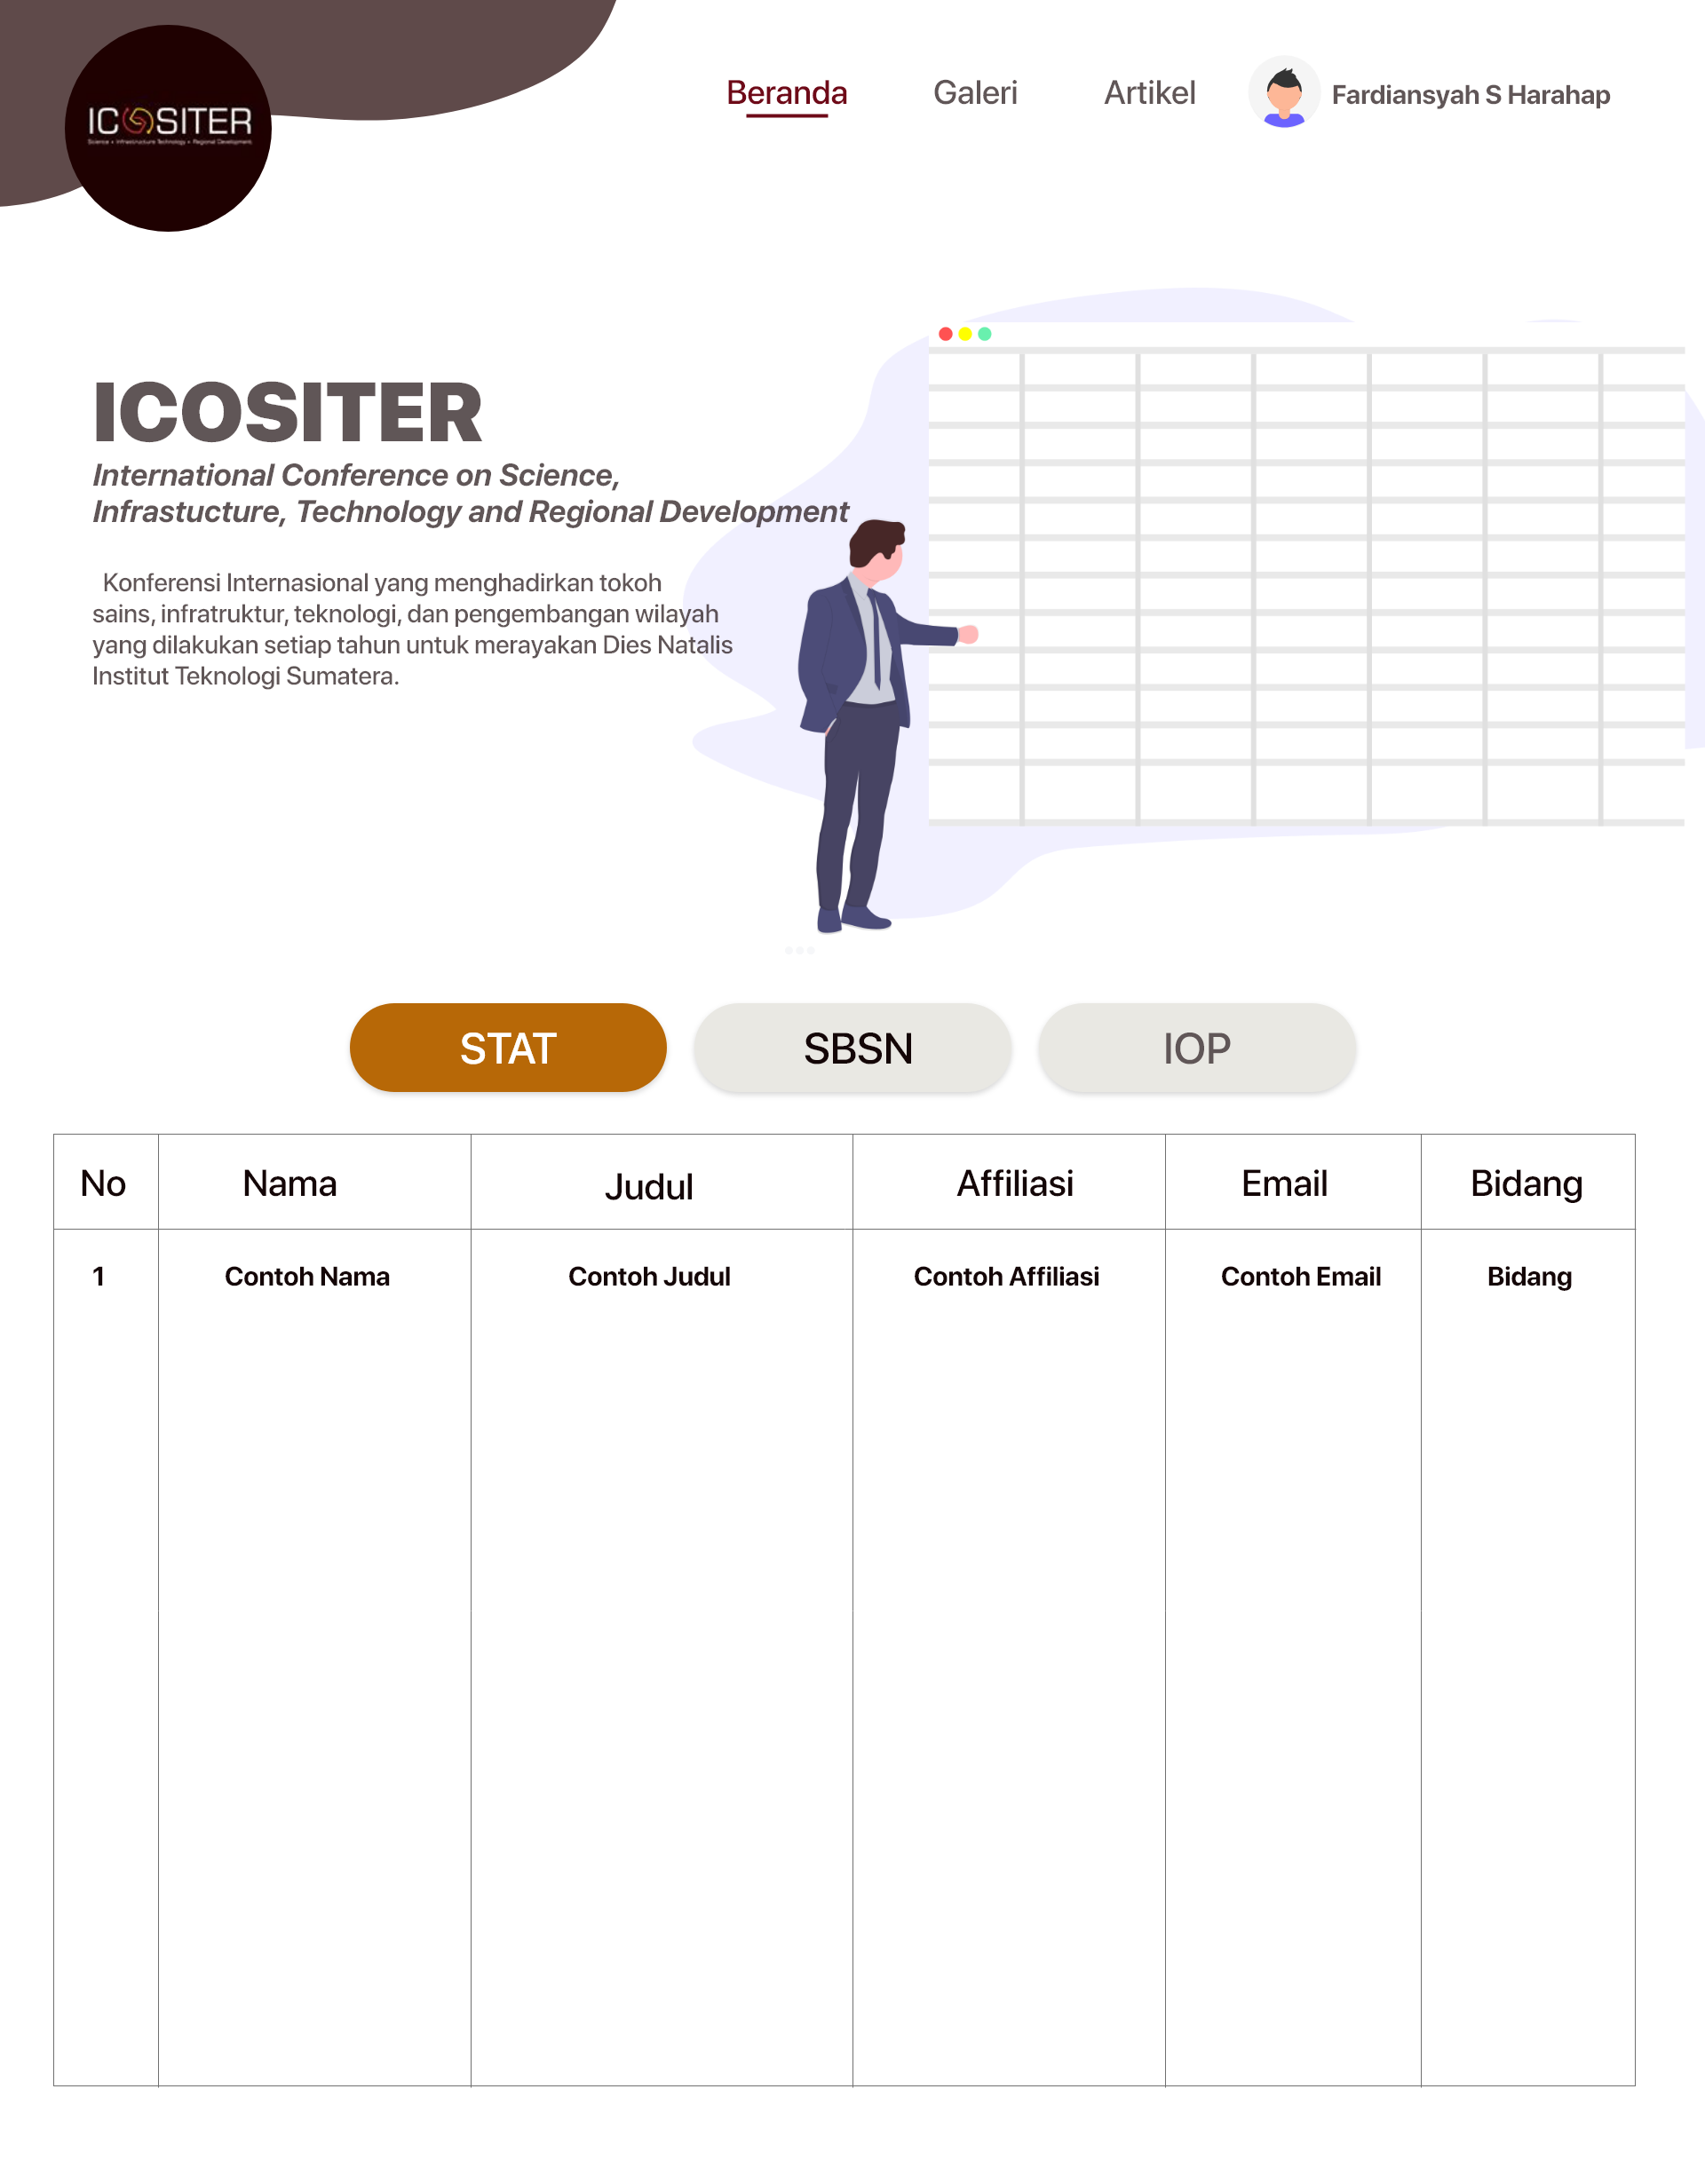 ICOSITER
Science • Infrastructure Technology • Regional Development
Beranda
Galeri
Artikel
Fardiansyah S Harahap
ICOSITER
International Conference on Science,
Infrastucture, Technology and Regional Development
Konferensi Internasional yang menghadirkan tokoh
sains, infratruktur, teknologi, dan pengembangan wilayah
yang dilakukan setiap tahun untuk merayakan Dies Natalis
Institut Teknologi Sumatera.
STAT
SBSN
IOP
No
Nama
Judul
Affiliasi
Email
Bidang
1
Contoh Nama
Contoh Judul
Contoh Affiliasi
Contoh Email
Bidang